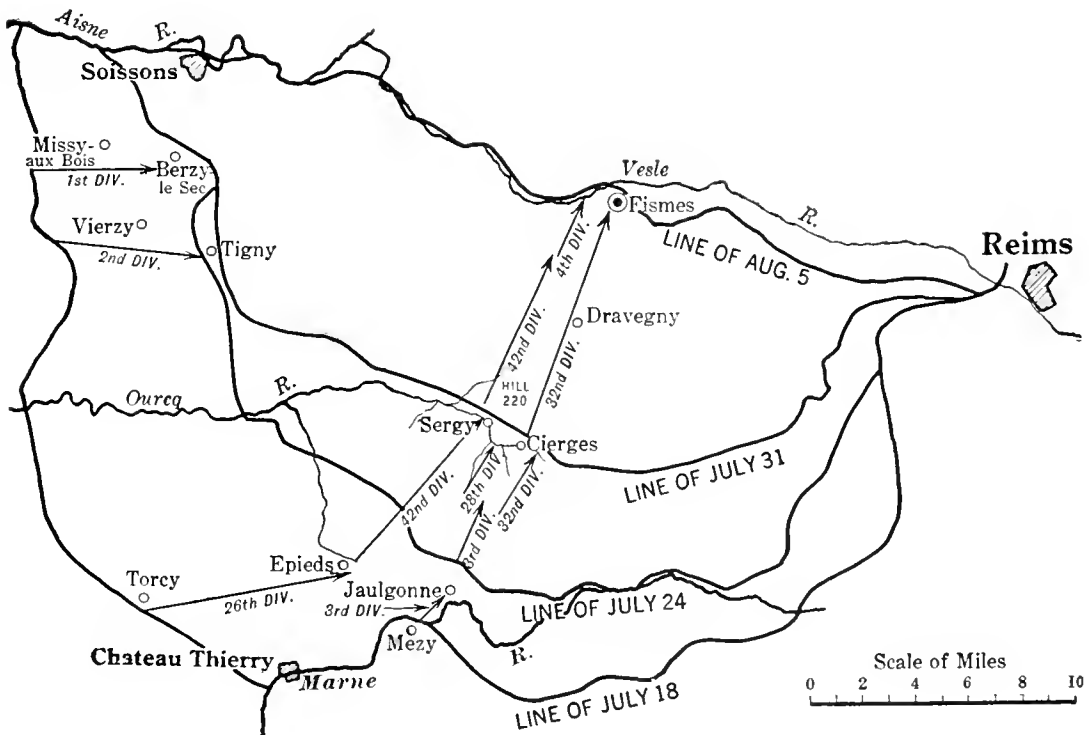 Aisne
R.
Soissons
Missy-
aux Bois
1st DIV.
Berzy-
le Sec
Vierzy
2nd DIV.
Tigny
Vesle
R.
Fismes
Reims
LINE OF AUG. 5
4th DIV.
42nd DIV.
Dravegny
32nd DIV.
HILL
220
Ourcq
R.
Sergy
Cierges
LINE OF JULY 31
42nd DIV.
28th DIV.
32nd DIV.
3rd DIV.
Epieds
Torcy
26th DIV.
Jaulgonne
3rd DIV.
LINE OF JULY 24
Mézy
R.
Chateau Thierry
Marne
LINE OF JULY 18
Scale of Miles
0 2 4 6 8 10